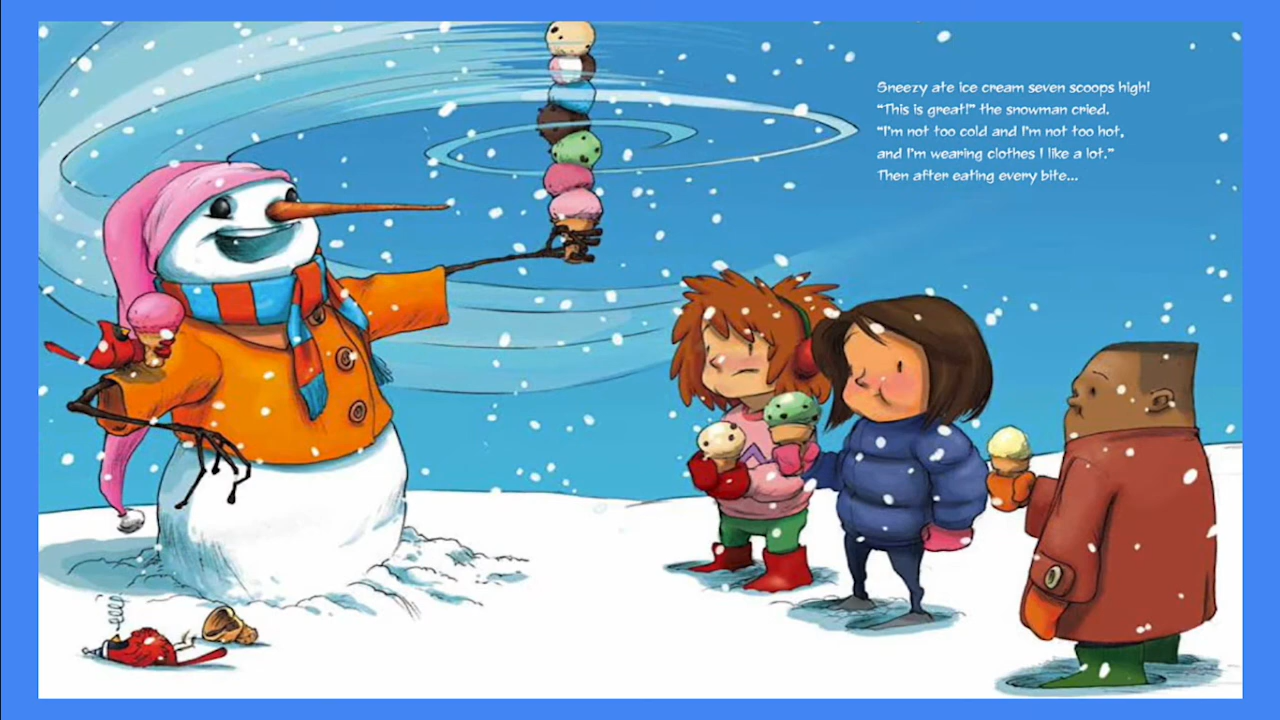 Sneezy ate ice cream seven scoops high!
“This is great!” the snowman cried.
“I’m not too cold and I’m not too hot,
and I’m wearing clothes I like a lot.”
Then after eating every bite...